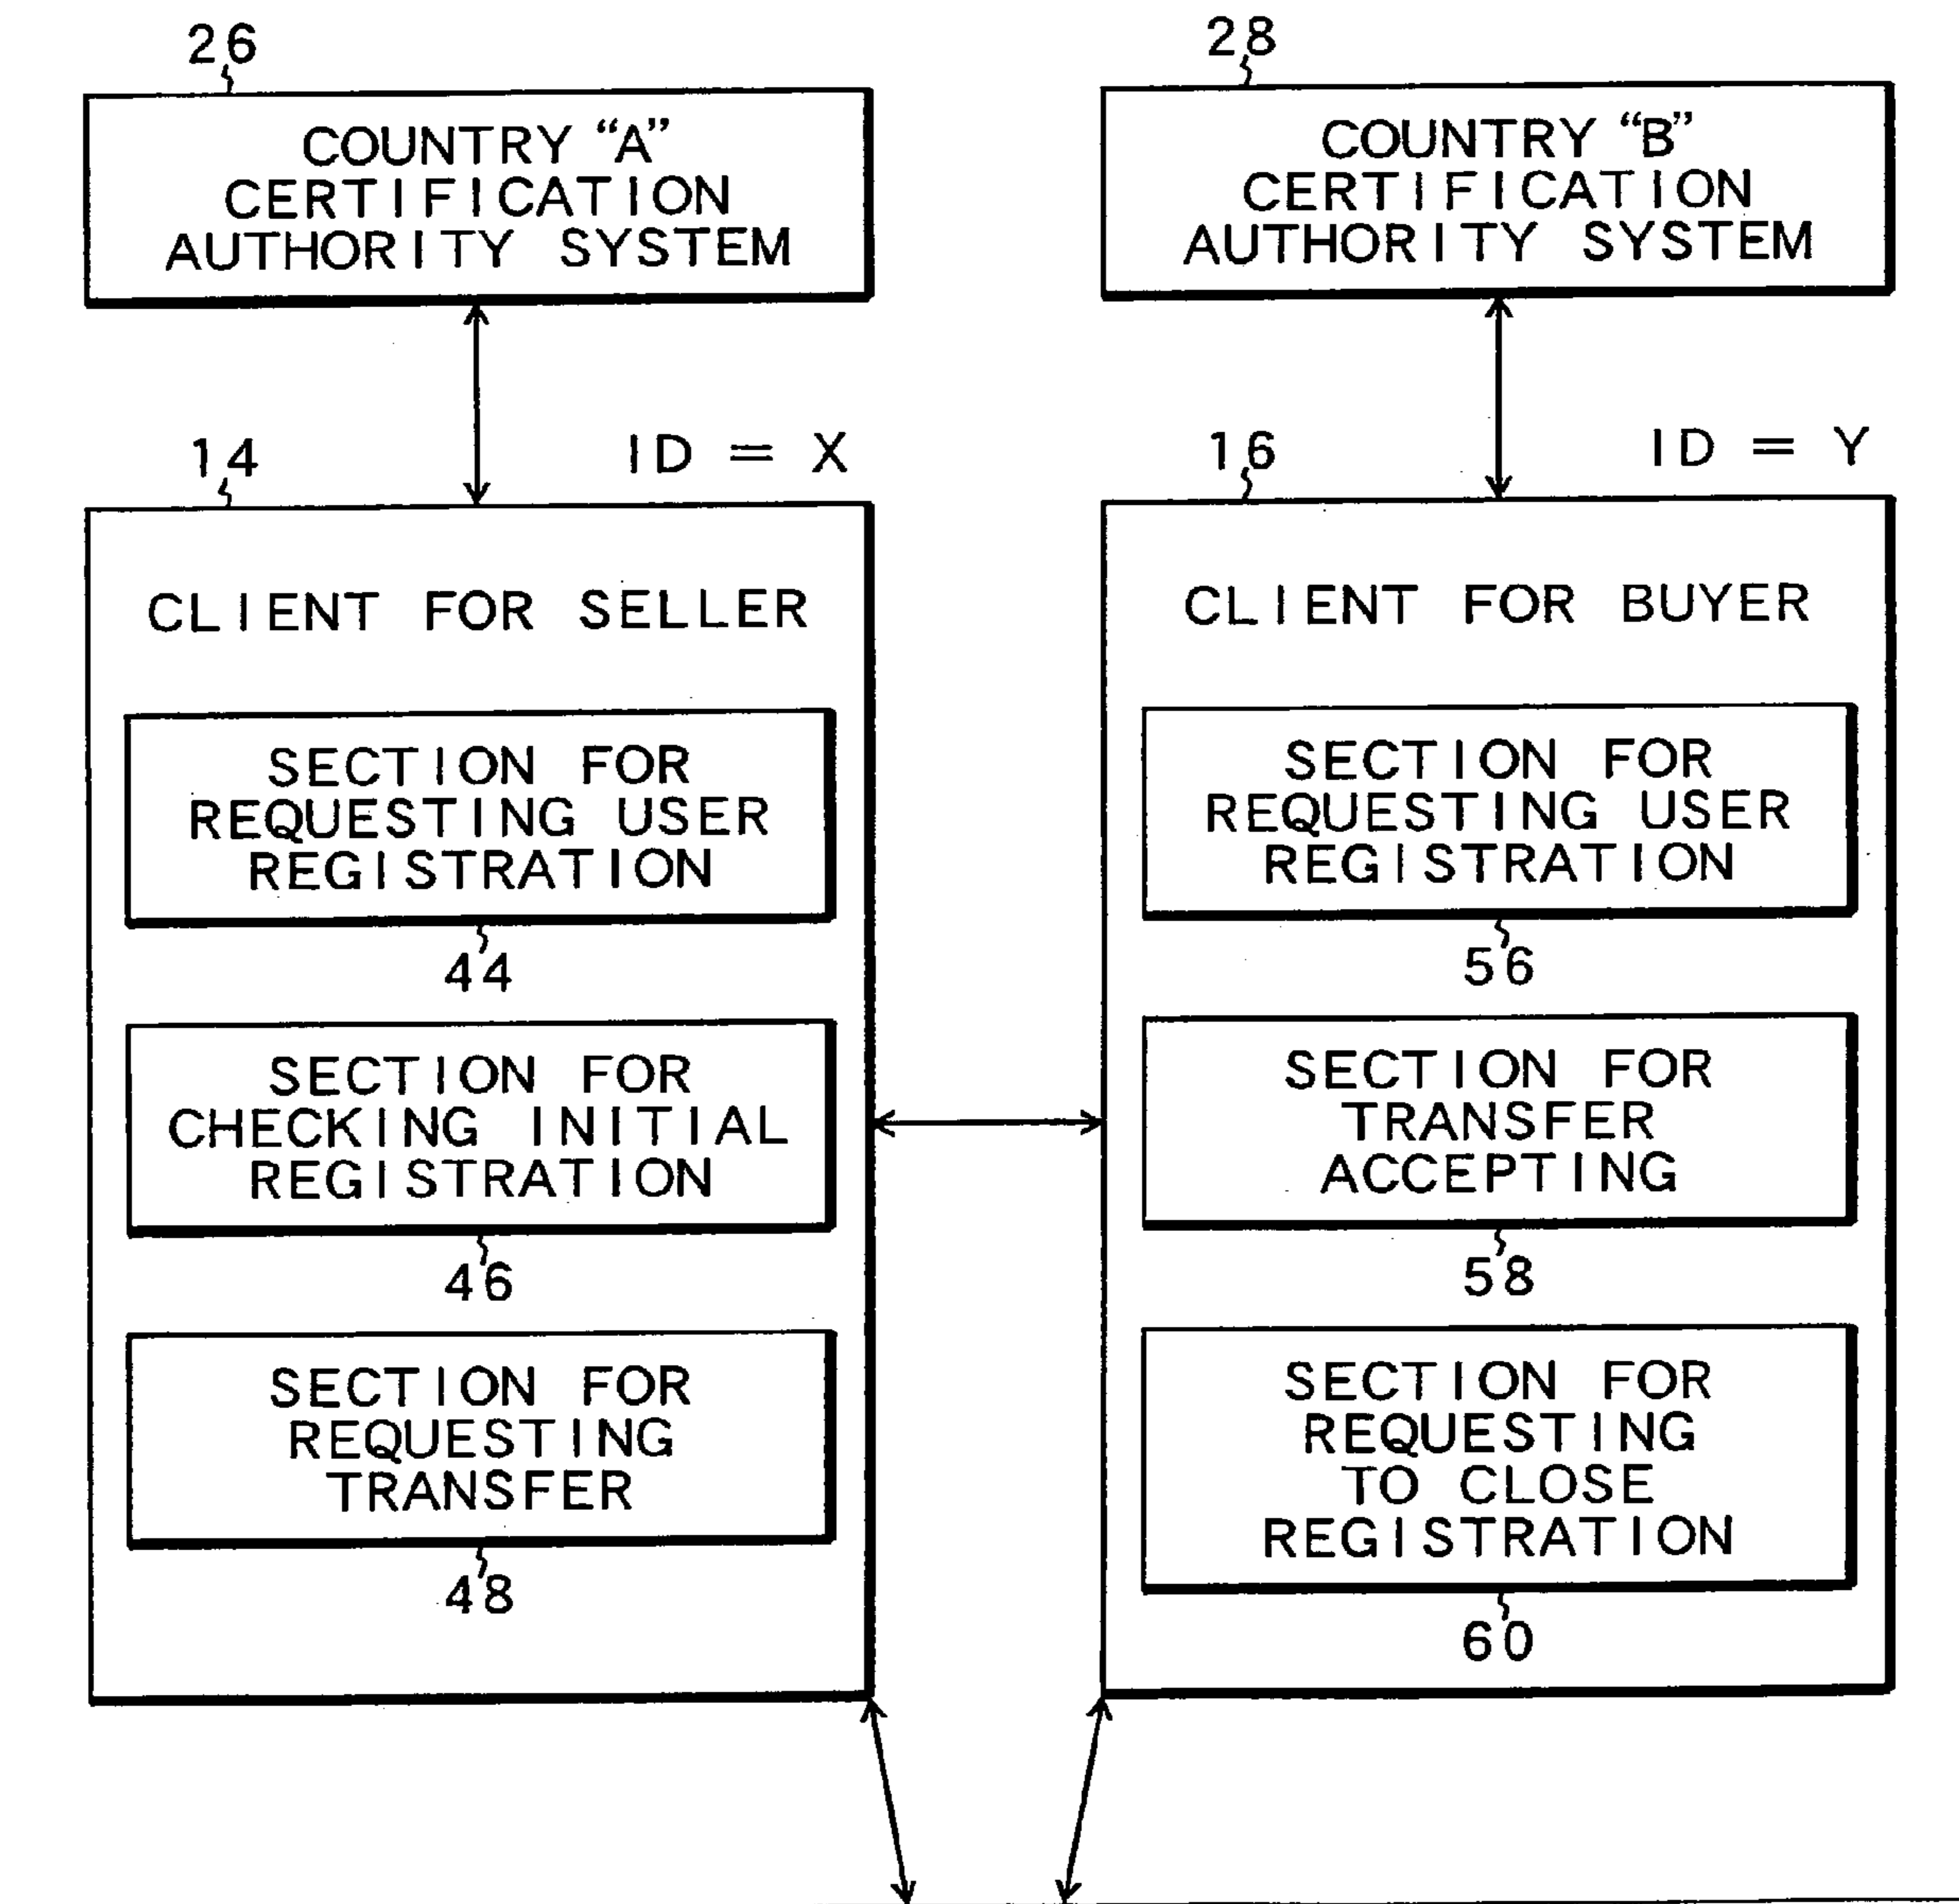 26
COUNTRY “A”
CERTIFICATION
AUTHORITY SYSTEM
28
COUNTRY “B”
CERTIFICATION
AUTHORITY SYSTEM
14
ID = X
CLIENT FOR SELLER
SECTION FOR
REQUESTING USER
REGISTRATION
44
SECTION FOR
CHECKING INITIAL
REGISTRATION
46
SECTION FOR
REQUESTING
TRANSFER
48
16
ID = Y
CLIENT FOR BUYER
SECTION FOR
REQUESTING USER
REGISTRATION
56
SECTION FOR
TRANSFER
ACCEPTING
58
SECTION FOR
REQUESTING
TO CLOSE
REGISTRATION
60